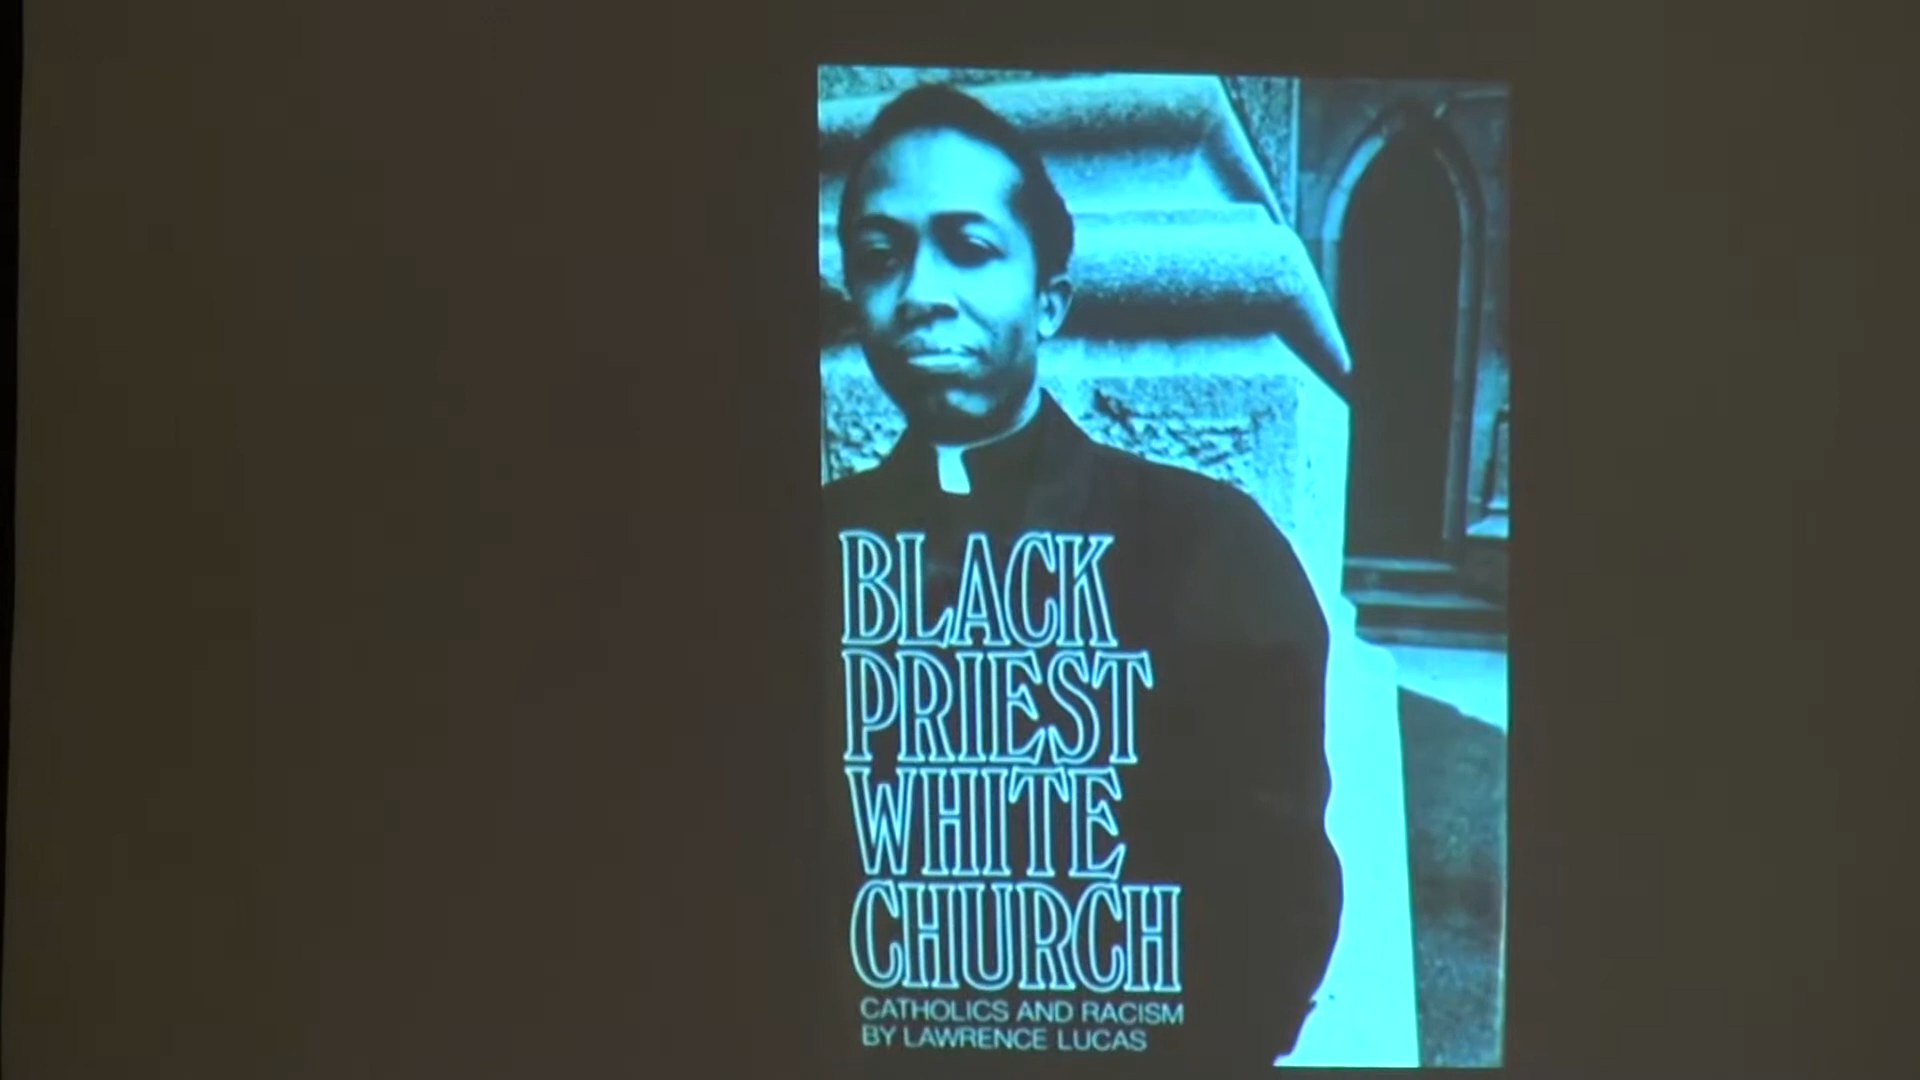 BLACK
PRIEST
WHITE
CHURCH
CATHOLICS AND RACISM
BY LAWRENCE LUCAS